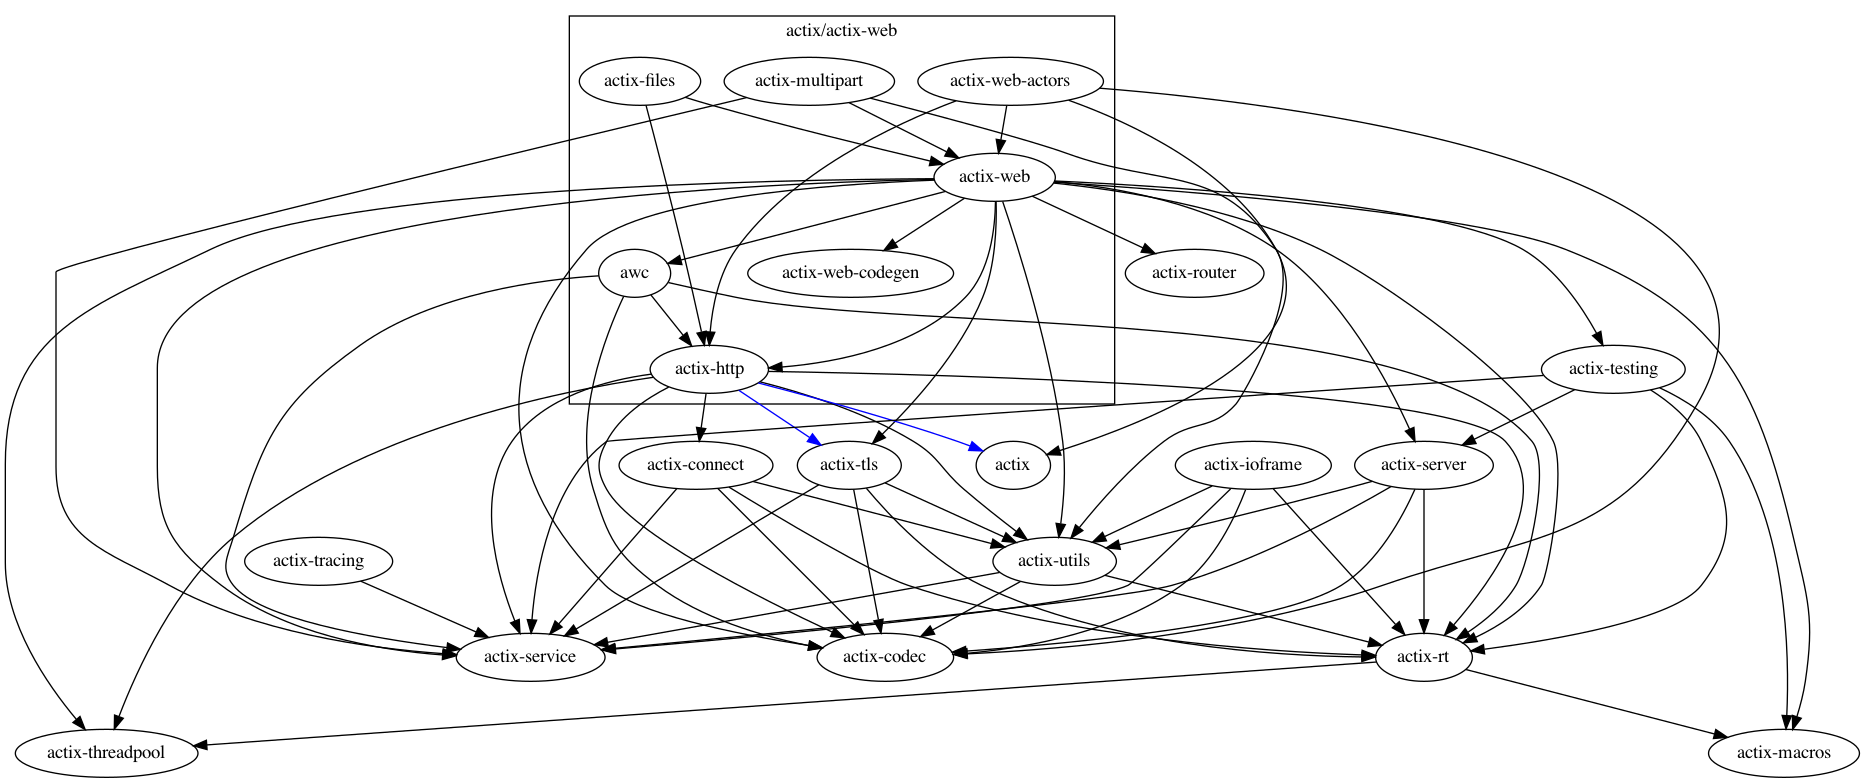 actix/actix-web
actix-files
actix-multipart
actix-web-actors
actix-web
awc
actix-web-codegen
actix-router
actix-http
actix-testing
actix-connect
actix-tls
actix
actix-ioframe
actix-server
actix-tracing
actix-utils
actix-service
actix-codec
actix-rt
actix-threadpool
actix-macros